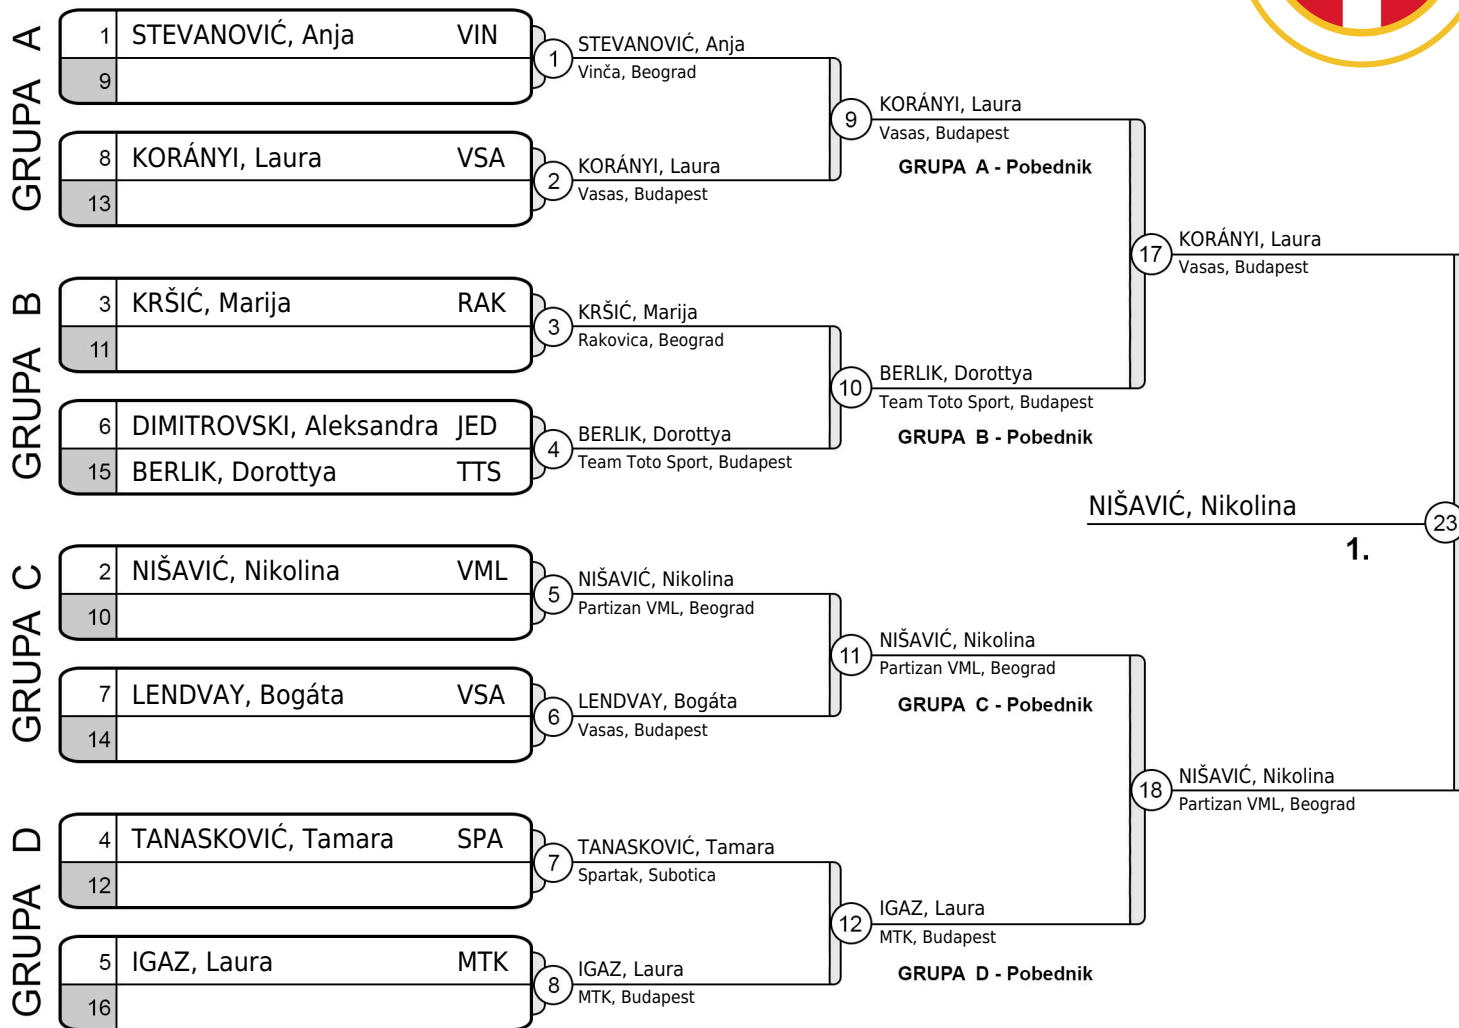 GRUPA A
1 STEVANOVIĆ, Anja VIN
9
8 KORÁNYI, Laura VSA
13
GRUPA B
3 KRŠIĆ, Marija RAK
11
6 DIMITROVSKI, Aleksandra JED
15 BERLIK, Dorottya TTS
GRUPA C
2 NIŠAVIĆ, Nikolina VML
10
7 LENDVAY, Bogáta VSA
14
GRUPA D
4 TANASKOVIĆ, Tamara SPA
12
5 IGAZ, Laura MTK
16
1 STEVANOVIĆ, Anja
Vinča, Beograd
2 KORÁNYI, Laura
Vasas, Budapest
3 KRŠIĆ, Marija
Rakovica, Beograd
4 BERLIK, Dorottya
Team Toto Sport, Budapest
5 NIŠAVIĆ, Nikolina
Partizan VML, Beograd
6 LENDVAY, Bogáta
Vasas, Budapest
7 TANASKOVIĆ, Tamara
Spartak, Subotica
8 IGAZ, Laura
MTK, Budapest
9 KORÁNYI, Laura
Vasas, Budapest
GRUPA A - Pobednik
10 BERLIK, Dorottya
Team Toto Sport, Budapest
GRUPA B - Pobednik
11 NIŠAVIĆ, Nikolina
Partizan VML, Beograd
GRUPA C - Pobednik
12 IGAZ, Laura
MTK, Budapest
GRUPA D - Pobednik
17 KORÁNYI, Laura
Vasas, Budapest
18 NIŠAVIĆ, Nikolina
Partizan VML, Beograd
NIŠAVIĆ, Nikolina 23
1.